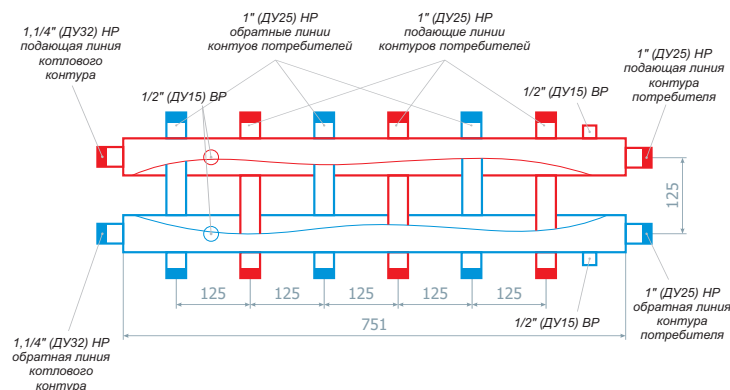 1,1/4" (ДУ32) НР
подающая линия
котлового
контура
1" (ДУ25) НР
обратные линии
контуов потребителей
1" (ДУ25) НР
подающие линии
контуров потребителей
1" (ДУ25) НР
подающая линия
контура
потребителя
1/2" (ДУ15) ВР
1/2" (ДУ15) ВР
125
125
125
125
125
125
751
1/2" (ДУ15) ВР
1,1/4" (ДУ32) НР
обратная линия
котлового
контура
1" (ДУ25) НР
обратная линия
контура
потребителя